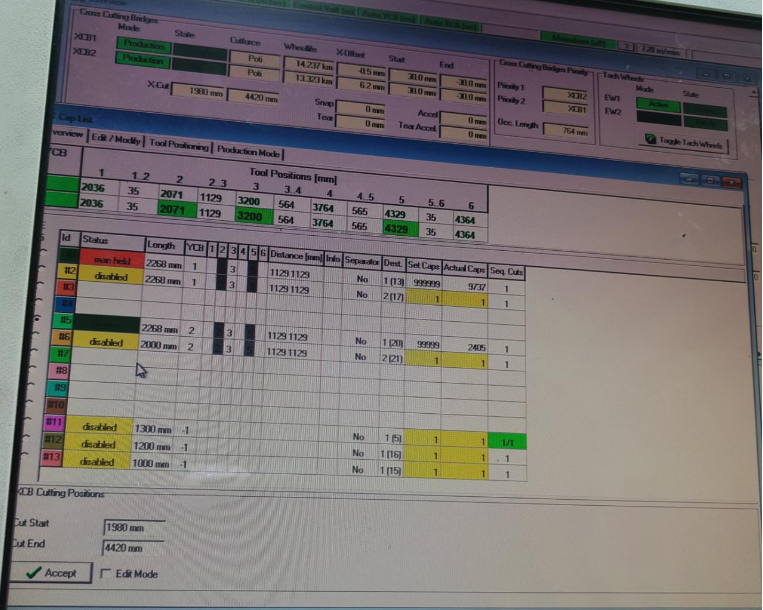 Cross Cutting Bridges
Mode State Cutforce Wheellife X-Offset Start End
XCB1 Production Poli 14.237 km -0.5 mm 30.0 mm -30.0 mm
XCB2 Production Poli 13.323 km 6.2 mm 30.0 mm -30.0 mm
X-Cut 1980 mm 4420 mm
Snap 0 mm Accel 0 mm
Tear 0 mm Tear Accel 0 mm
Cross Cutting Bridges Priority
Priority 1 XCB2
Priority 2 XCB1
Occ. Length 764 mm
Tach Wheels
Mode State
EW1 Active
EW2
Toggle Tach Wheels
Cap List
Overview Edit / Modify Tool Positioning Production Mode
YCB Tool Positions [mm]
1 1..2 2 2..3 3 3..4 4 4..5 5 5..6 6
2036 35 2071 1129 3200 564 3764 565 4329 35 4364
2036 35 2071 1129 3200 564 3764 565 4329 35 4364
Id Status Length YCB 1 2 3 4 5 6 Distance [mm] Info Separator Dest. Set Caps Actual Caps Seq. Cuts
man held 2268 mm 1 3 1129 1129 No 1 (13) 999999 9737 1
#2 disabled 2268 mm 1 3 1129 1129 No 2 (17) 1 1 1
#3
#4
#5 2268 mm 2 3 1129 1129 No 1 (20) 99999 2405 1
#6 disabled 2000 mm 2 3 1129 1129 No 2 (21) 1 1 1
#7
#8
#9
#10
#11 disabled 1300 mm -1 No 1 (5) 1 1 1/1
#12 disabled 1200 mm -1 No 1 (16) 1 1 1
#13 disabled 1000 mm -1 No 1 (15) 1 1 1
XCB Cutting Positions
Cut Start 1980 mm
Cut End 4420 mm
Accept Edit Mode